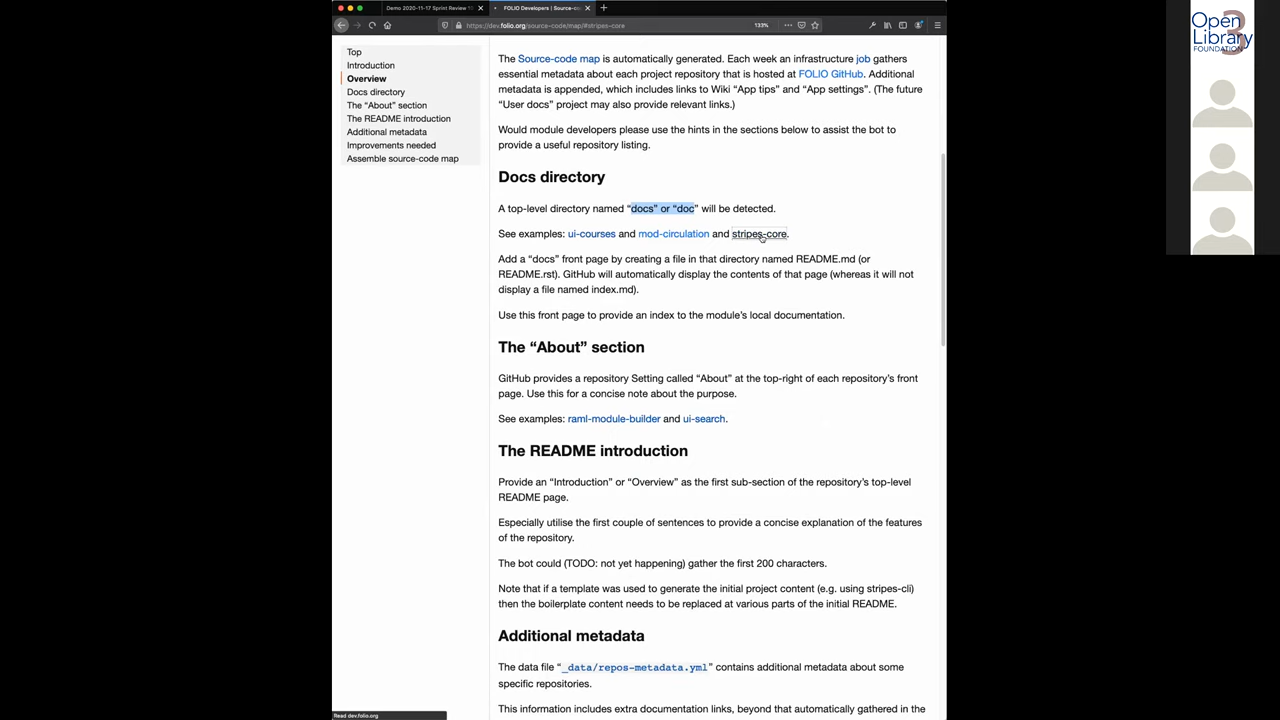 Demo 2020-11-17 Sprint Review 1
FOLIO Developers | Source-co
https://dev.folio.org/source-code/map/#stripes-core
133%
Top
Introduction
Overview
Docs directory
The “About” section
The README introduction
Additional metadata
Improvements needed
Assemble source-code map
The Source-code map is automatically generated. Each week an infrastructure job gathers
essential metadata about each project repository that is hosted at FOLIO GitHub. Additional
metadata is appended, which includes links to Wiki “App tips” and “App settings”. (The future
“User docs” project may also provide relevant links.)
Would module developers please use the hints in the sections below to assist the bot to
provide a useful repository listing.
Docs directory
A top-level directory named “docs” or “doc” will be detected.
See examples: ui-courses and mod-circulation and stripes-core.
Add a “docs” front page by creating a file in that directory named README.md (or
README.rst). GitHub will automatically display the contents of that page (whereas it will not
display a file named index.md).
Use this front page to provide an index to the module’s local documentation.
The “About” section
GitHub provides a repository Setting called “About” at the top-right of each repository’s front
page. Use this for a concise note about the purpose.
See examples: raml-module-builder and ui-search.
The README introduction
Provide an “Introduction” or “Overview” as the first sub-section of the repository’s top-level
README page.
Especially utilise the first couple of sentences to provide a concise explanation of the features
of the repository.
The bot could (TODO: not yet happening) gather the first 200 characters.
Note that if a template was used to generate the initial project content (e.g. using stripes-cli)
then the boilerplate content needs to be replaced at various parts of the initial README.
Additional metadata
The data file “_data/repos-metadata.yml” contains additional metadata about some
specific repositories.
This information includes extra documentation links, beyond that automatically gathered in the
Read dev.folio.org
Open
Library
FOUNDATION
3